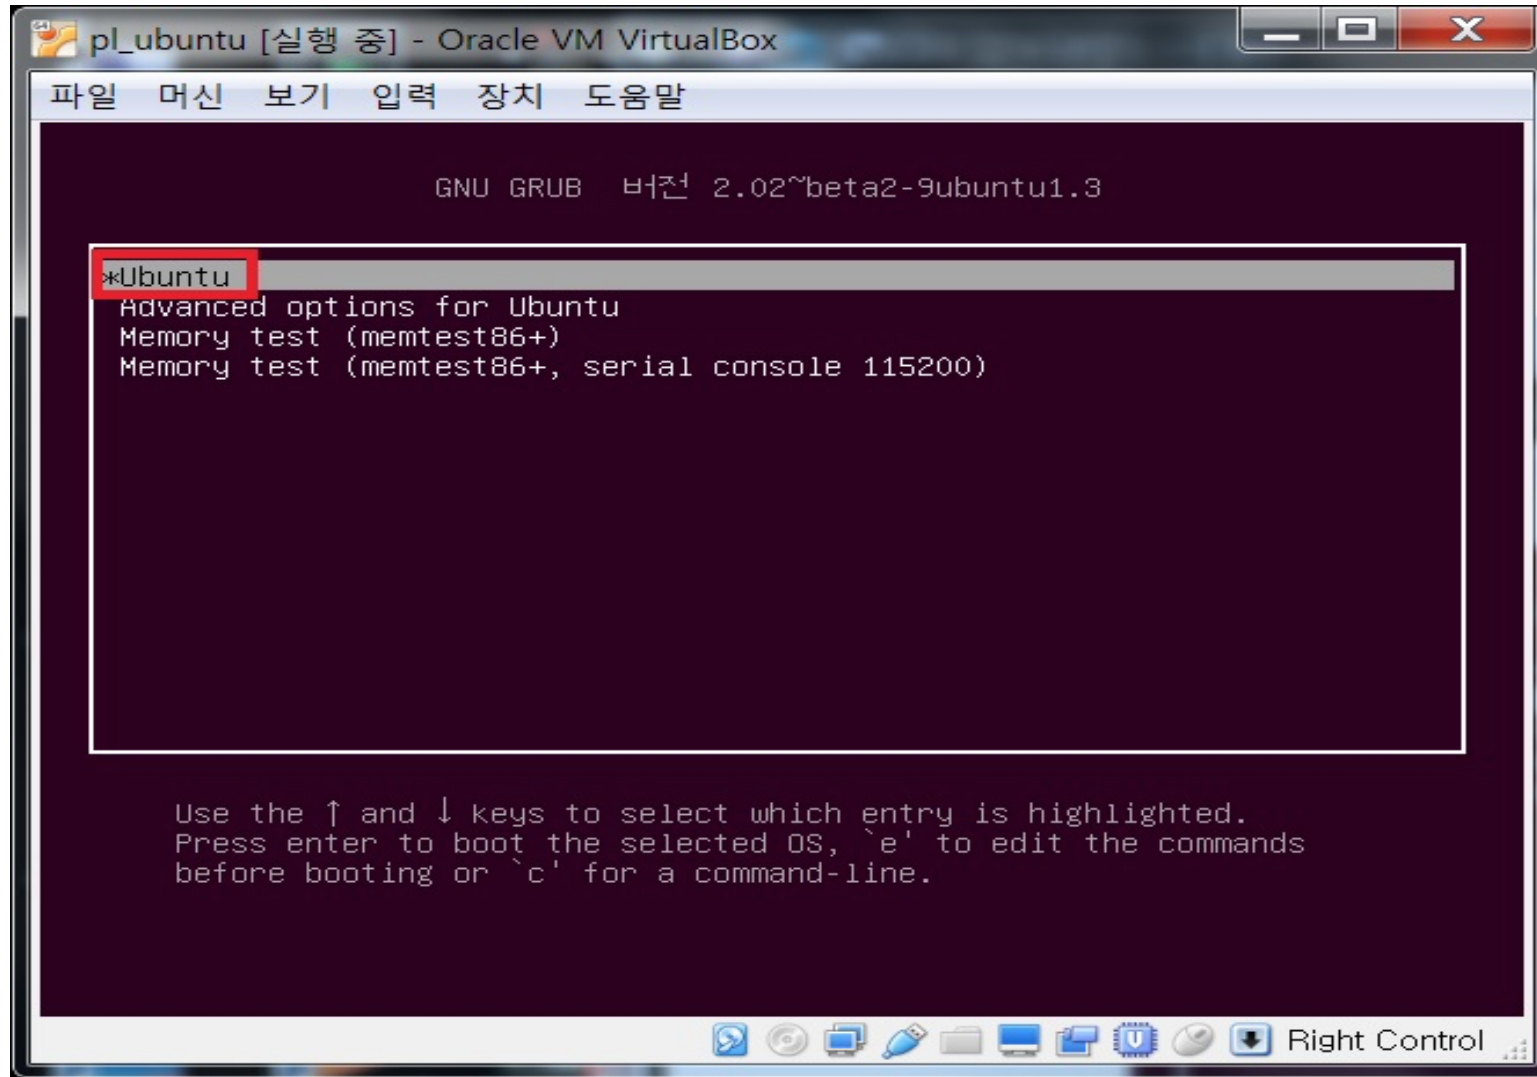 pl_ubuntu [실행 중] - Oracle VM VirtualBox
파일 머신 보기 입력 장치 도움말
GNU GRUB 버전 2.02~beta2-9ubuntu1.3
*Ubuntu
Advanced options for Ubuntu
Memory test (memtest86+)
Memory test (memtest86+, serial console 115200)
Use the ↑ and ↓ keys to select which entry is highlighted.
Press enter to boot the selected OS, `e' to edit the commands
before booting or `c' for a command-line.
Right Control